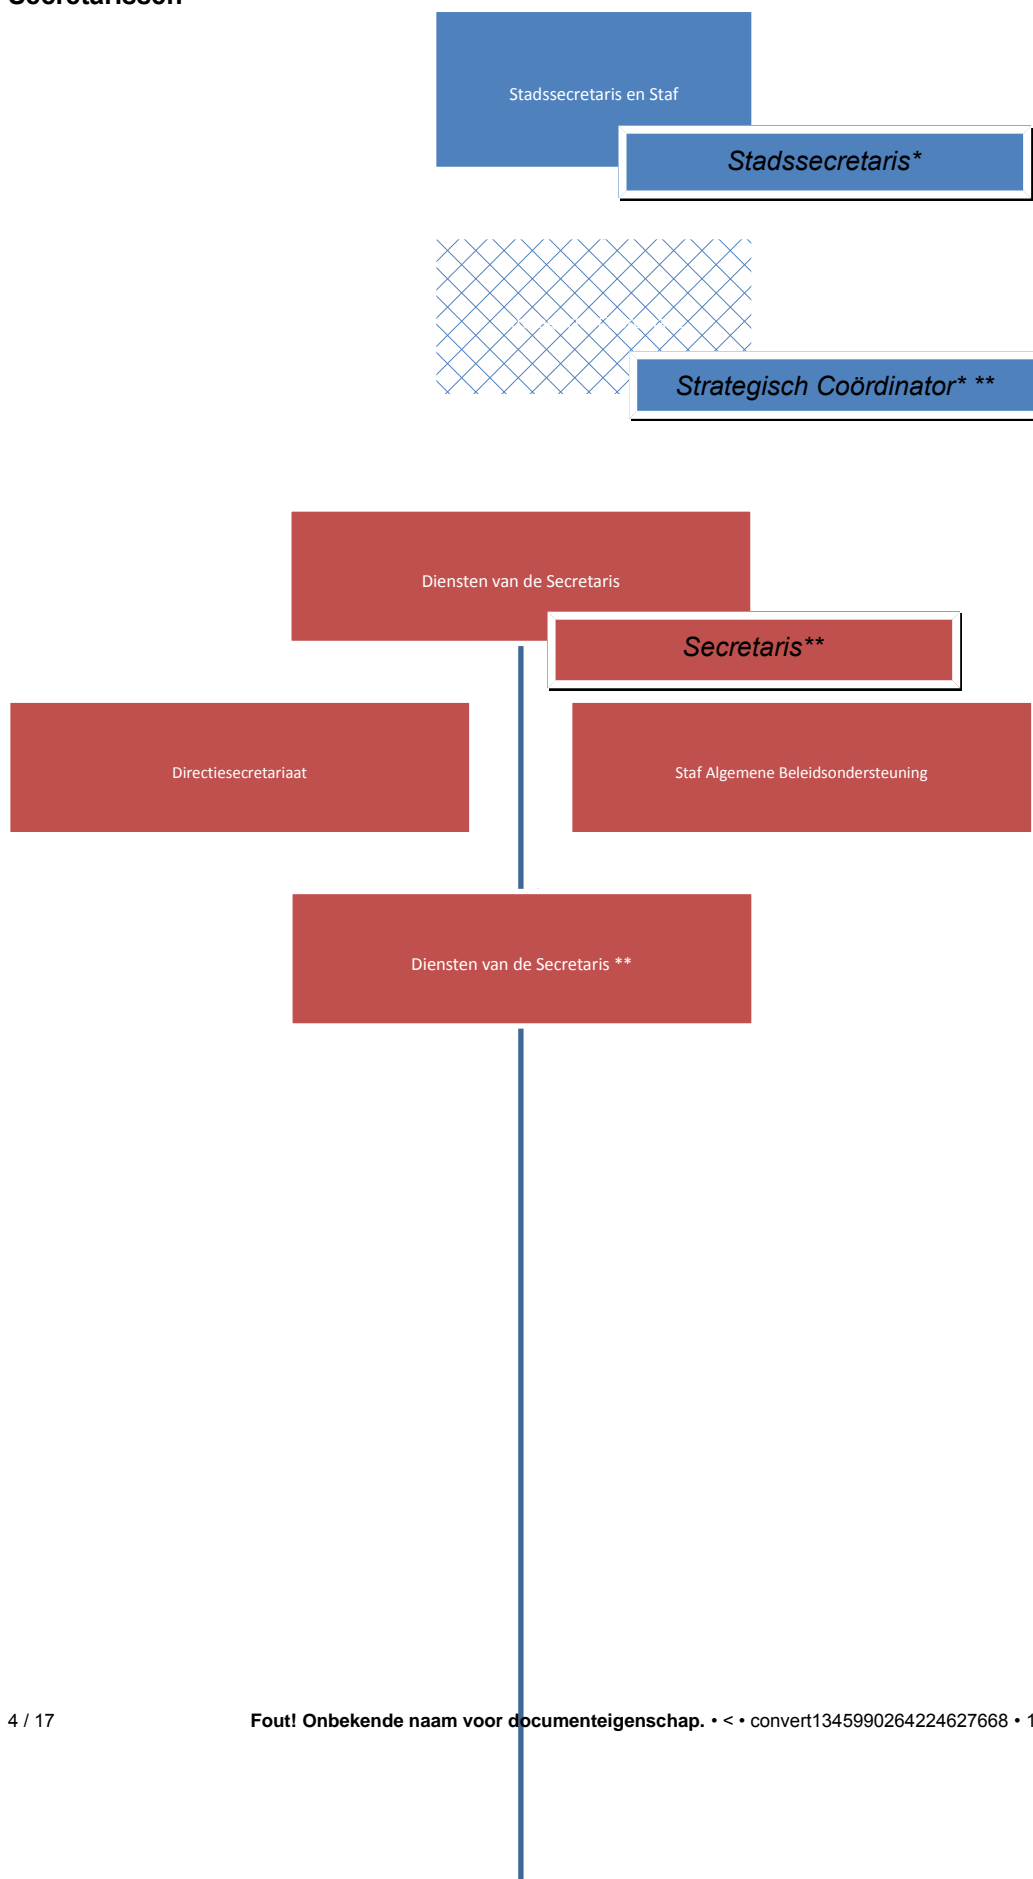 Stadssecretaris en Staf
Stadssecretaris*
Strategisch Coördinator* **
Diensten van de Secretaris
Secretaris**
Directiesecretariaat
Staf Algemene Beleidsondersteuning
Diensten van de Secretaris **
4 / 17 Fout! Onbekende naam voor documenteigenschap. • < • convert1345990264224627668 • 1